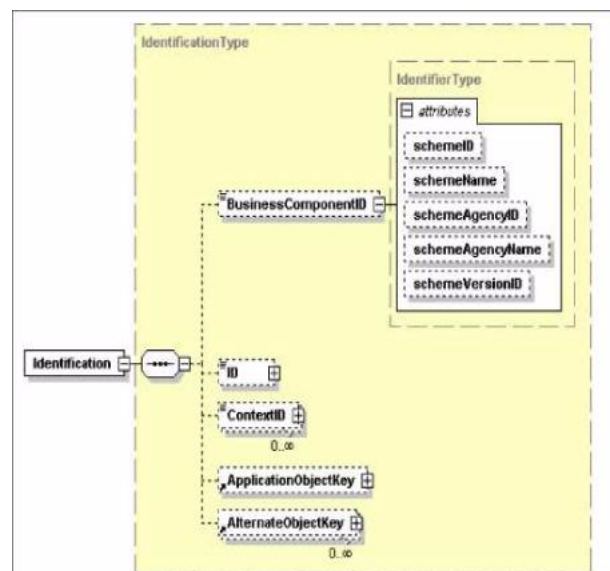 IdentificationType
IdentifierType
attributes
schemeID
schemeName
BusinessComponentID
schemeAgencyID
schemeAgencyName
schemeVersionID
Identification
ID
ContextID
0..∞
ApplicationObjectKey
AlternateObjectKey
0..∞